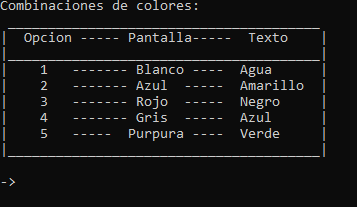 Combinaciones de colores:
Opcion ----- Pantalla----- Texto
1 ------- Blanco ---- Agua
2 ------- Azul ----- Amarillo
3 ------- Rojo ---- Negro
4 ------- Gris ---- Azul
5 ----- Purpura ---- Verde
->